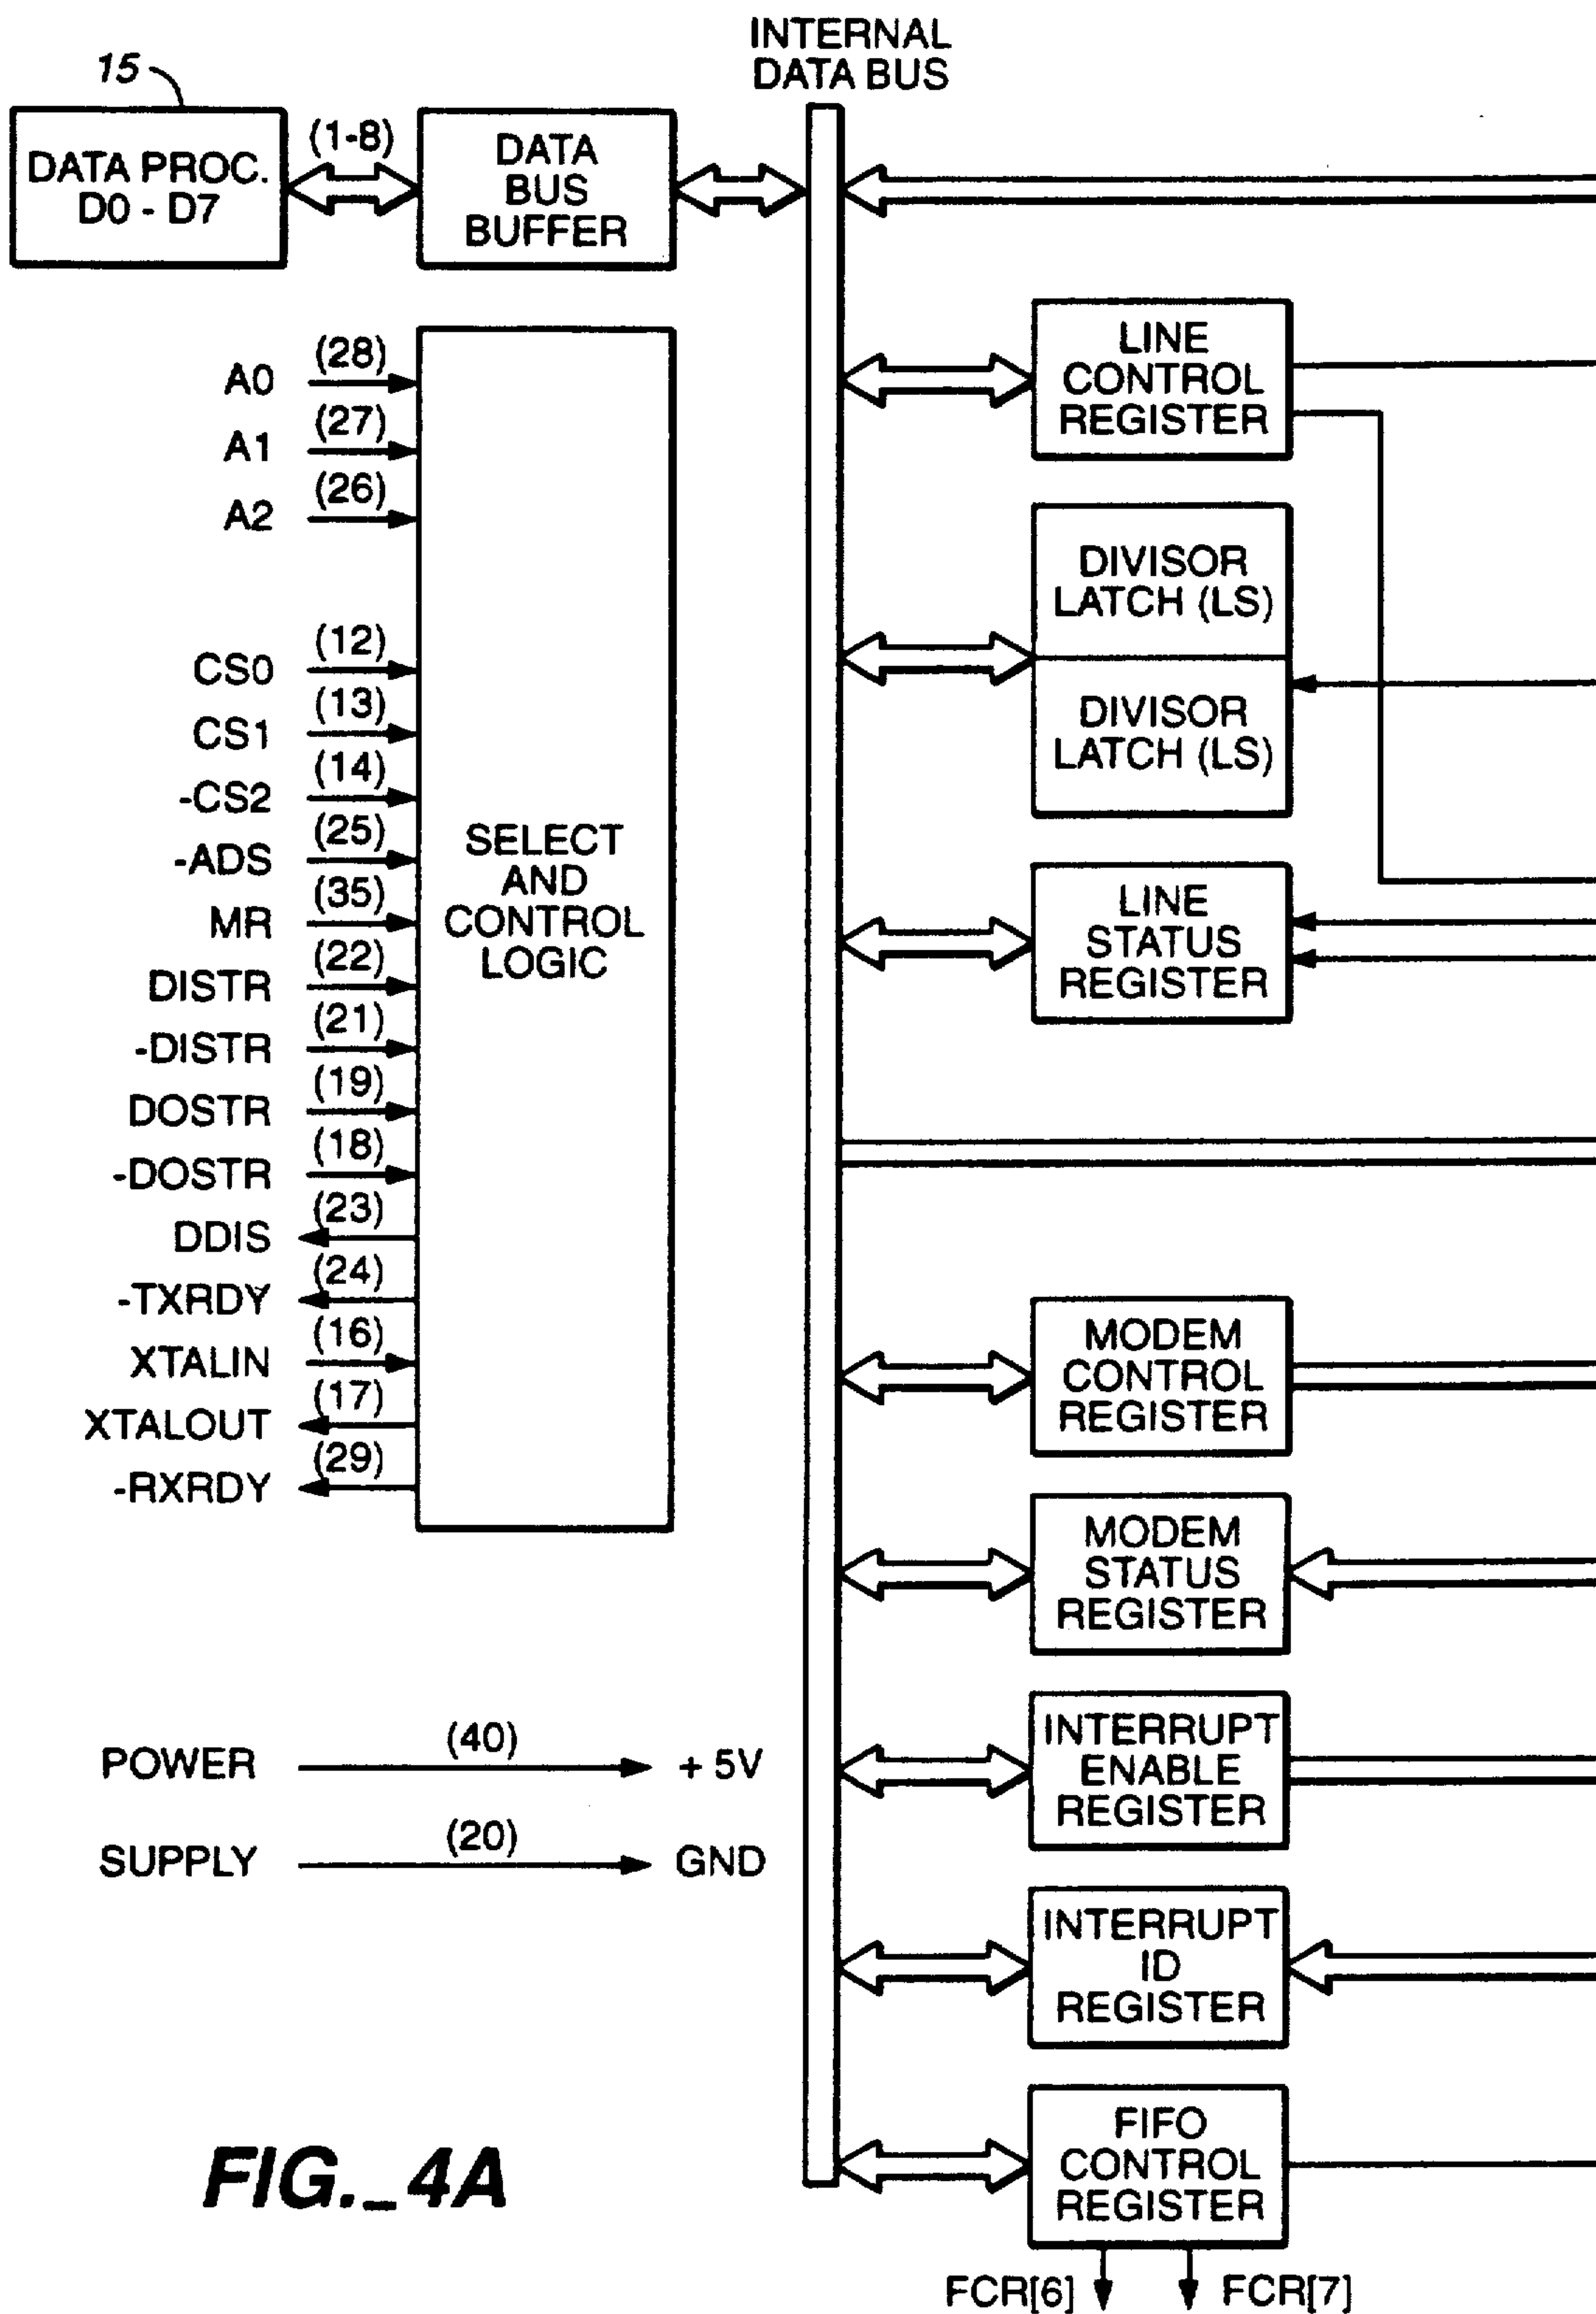 INTERNAL
DATA BUS
15
DATA PROC.
D0 - D7
(1-8)
DATA
BUS
BUFFER
A0
(28)
A1
(27)
A2
(26)
CS0
(12)
CS1
(13)
-CS2
(14)
-ADS
(25)
MR
(35)
DISTR
(22)
-DISTR
(21)
DOSTR
(19)
-DOSTR
(18)
DDIS
(23)
-TXRDY
(24)
XTALIN
(16)
XTALOUT
(17)
-RXRDY
(29)
SELECT
AND
CONTROL
LOGIC
LINE
CONTROL
REGISTER
DIVISOR
LATCH (LS)
DIVISOR
LATCH (LS)
LINE
STATUS
REGISTER
MODEM
CONTROL
REGISTER
MODEM
STATUS
REGISTER
POWER
(40)
+ 5V
SUPPLY
(20)
GND
INTERRUPT
ENABLE
REGISTER
INTERRUPT
ID
REGISTER
FIFO
CONTROL
REGISTER
FCR[6]
FCR[7]
FIG._4A